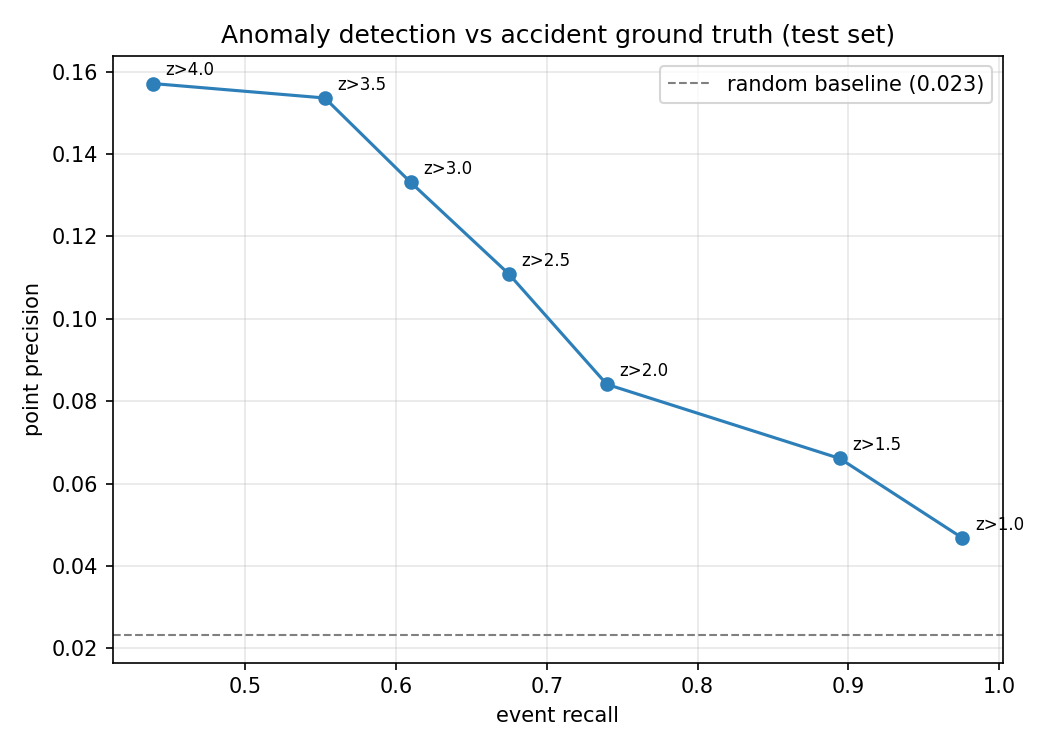 Anomaly detection vs accident ground truth (test set)
random baseline (0.023)
z>4.0
z>3.5
z>3.0
z>2.5
z>2.0
z>1.5
z>1.0
point precision
0.16
0.14
0.12
0.10
0.08
0.06
0.04
0.02
0.5 0.6 0.7 0.8 0.9 1.0
event recall